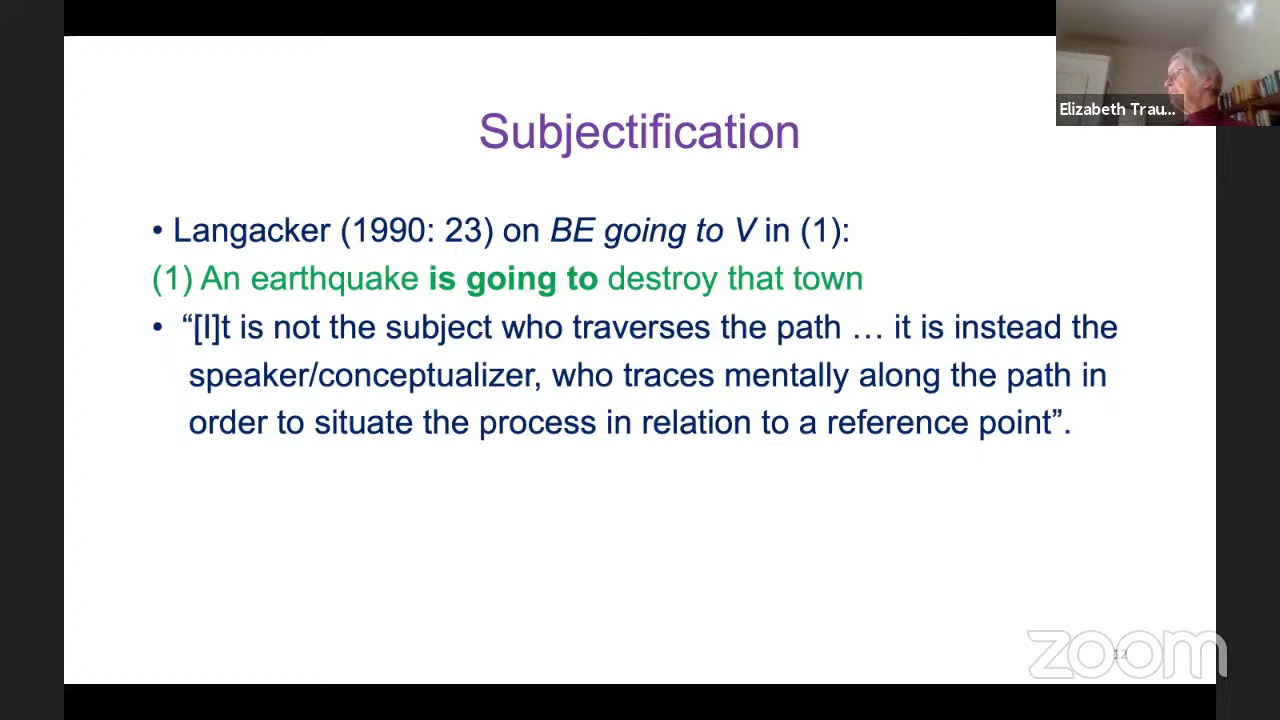 Elizabeth Trau...
Subjectification
• Langacker (1990: 23) on BE going to V in (1):
(1) An earthquake is going to destroy that town
• “[I]t is not the subject who traverses the path … it is instead the
speaker/conceptualizer, who traces mentally along the path in
order to situate the process in relation to a reference point”.
12
zoom